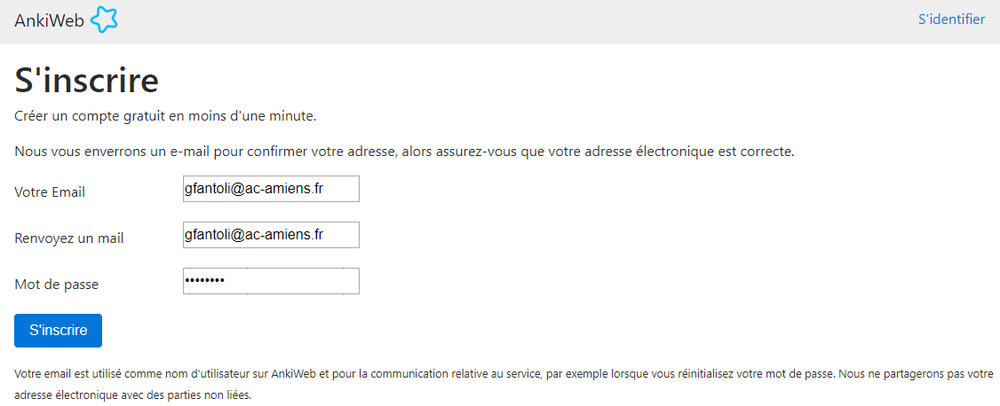 AnkiWeb
S'identifier
S'inscrire
Créer un compte gratuit en moins d'une minute.
Nous vous enverrons un e-mail pour confirmer votre adresse, alors assurez-vous que votre adresse électronique est correcte.
Votre Email gfantoli@ac-amiens.fr
Renvoyez un mail gfantoli@ac-amiens.fr
Mot de passe ••••••••
S'inscrire
Votre email est utilisé comme nom d'utilisateur sur AnkiWeb et pour la communication relative au service, par exemple lorsque vous réinitialisez votre mot de passe. Nous ne partagerons pas votre
adresse électronique avec des parties non liées.